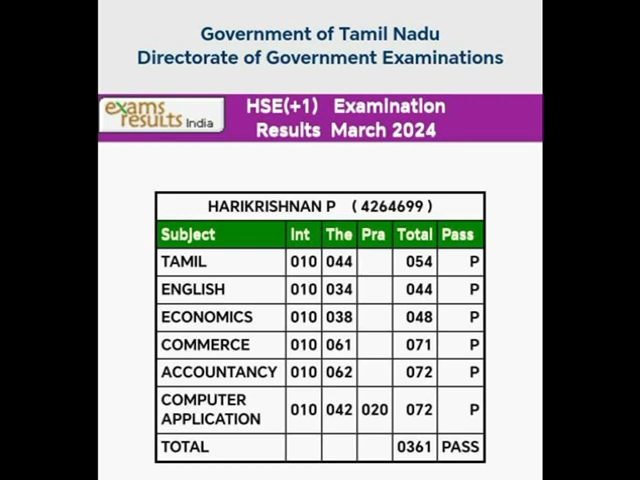 Government of Tamil Nadu
Directorate of Government Examinations
exams results India
HSE(+1) Examination
Results March 2024
HARIKRISHNAN P ( 4264699 )
Subject Int The Pra Total Pass
TAMIL 010 044 054 P
ENGLISH 010 034 044 P
ECONOMICS 010 038 048 P
COMMERCE 010 061 071 P
ACCOUNTANCY 010 062 072 P
COMPUTER APPLICATION 010 042 020 072 P
TOTAL 0361 PASS